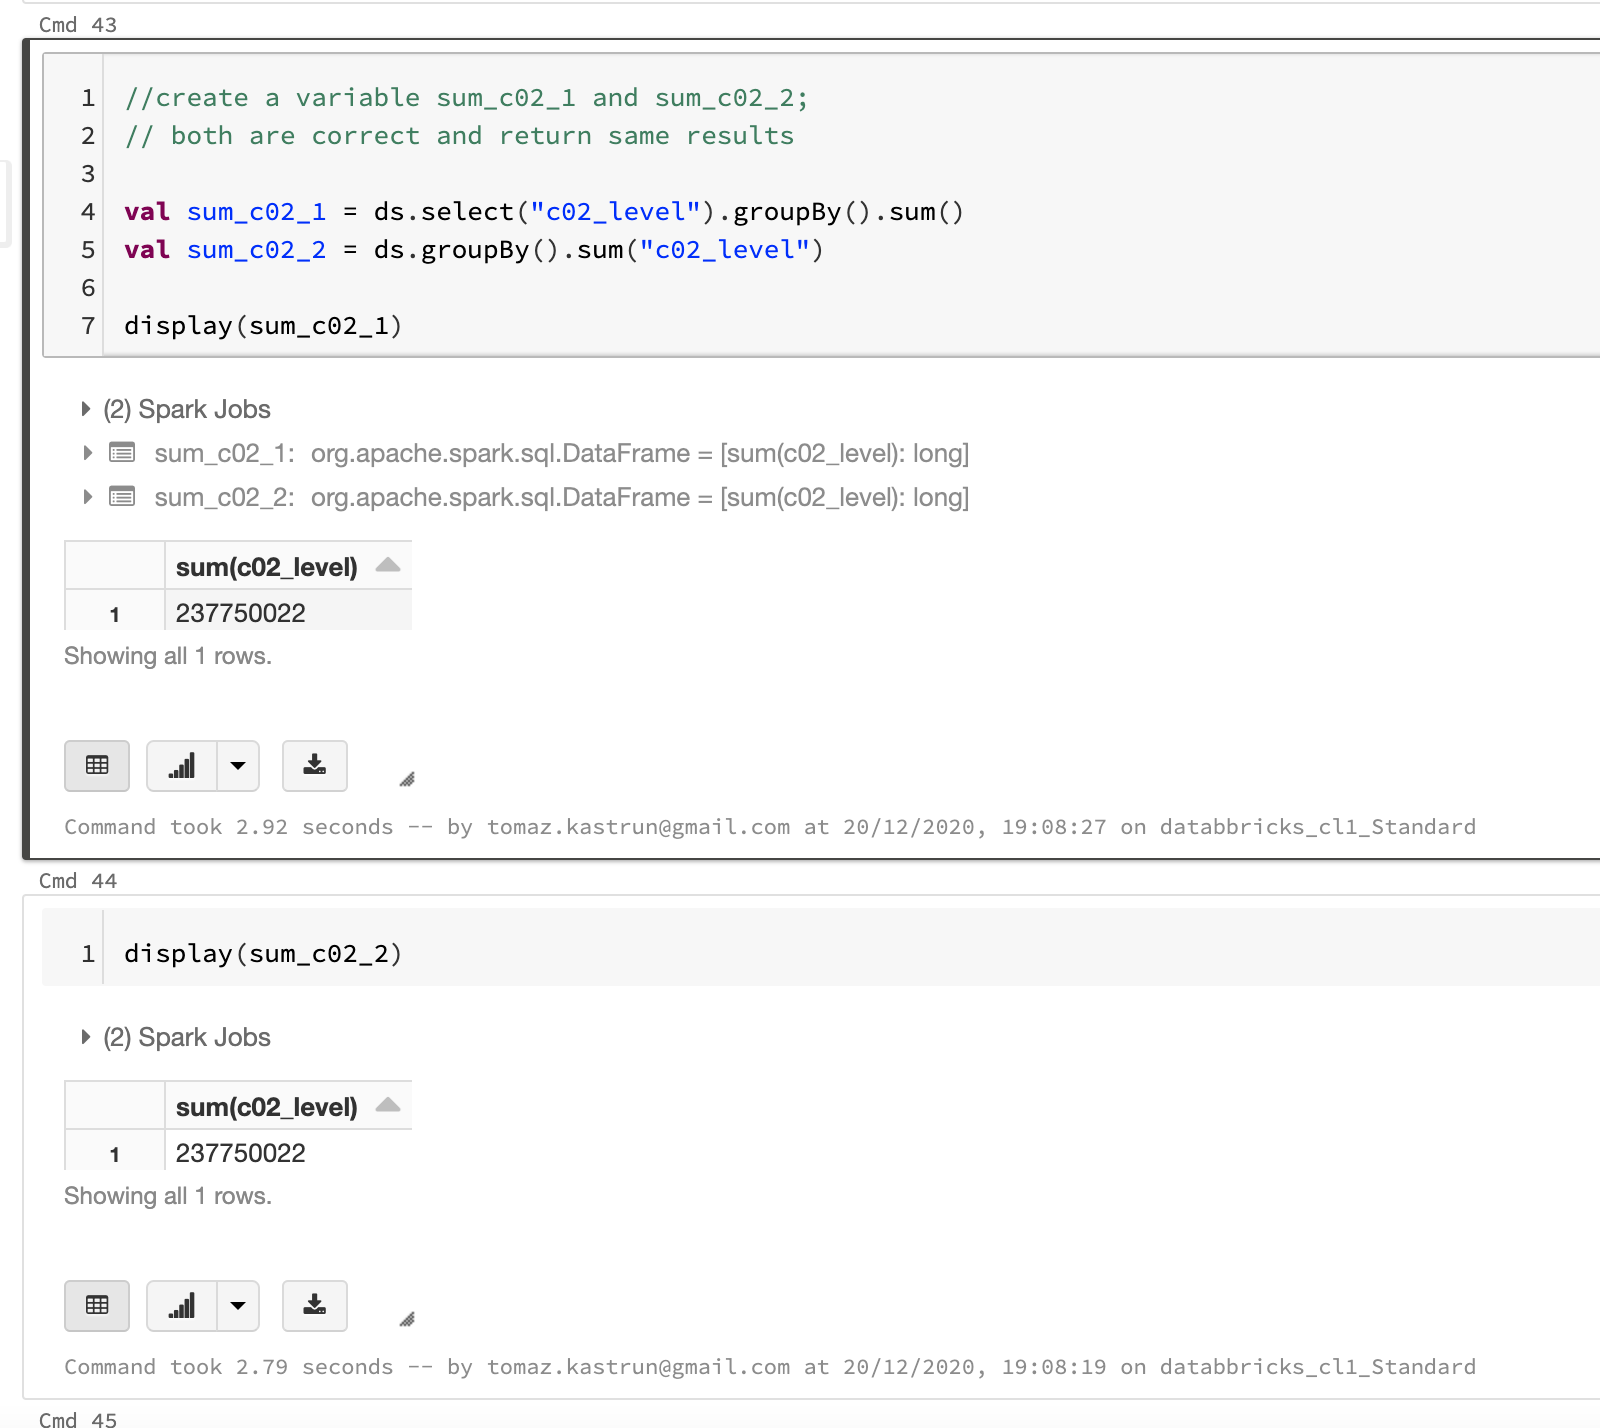 Cmd 43
1 //create a variable sum_c02_1 and sum_c02_2;
2 // both are correct and return same results
3
4 val sum_c02_1 = ds.select("c02_level").groupBy().sum()
5 val sum_c02_2 = ds.groupBy().sum("c02_level")
6
7 display(sum_c02_1)
(2) Spark Jobs
sum_c02_1: org.apache.spark.sql.DataFrame = [sum(c02_level): long]
sum_c02_2: org.apache.spark.sql.DataFrame = [sum(c02_level): long]
sum(c02_level)
1 237750022
Showing all 1 rows.
Command took 2.92 seconds -- by tomaz.kastrun@gmail.com at 20/12/2020, 19:08:27 on databbricks_cl1_Standard
Cmd 44
1 display(sum_c02_2)
(2) Spark Jobs
sum(c02_level)
1 237750022
Showing all 1 rows.
Command took 2.79 seconds -- by tomaz.kastrun@gmail.com at 20/12/2020, 19:08:19 on databbricks_cl1_Standard
Cmd 45